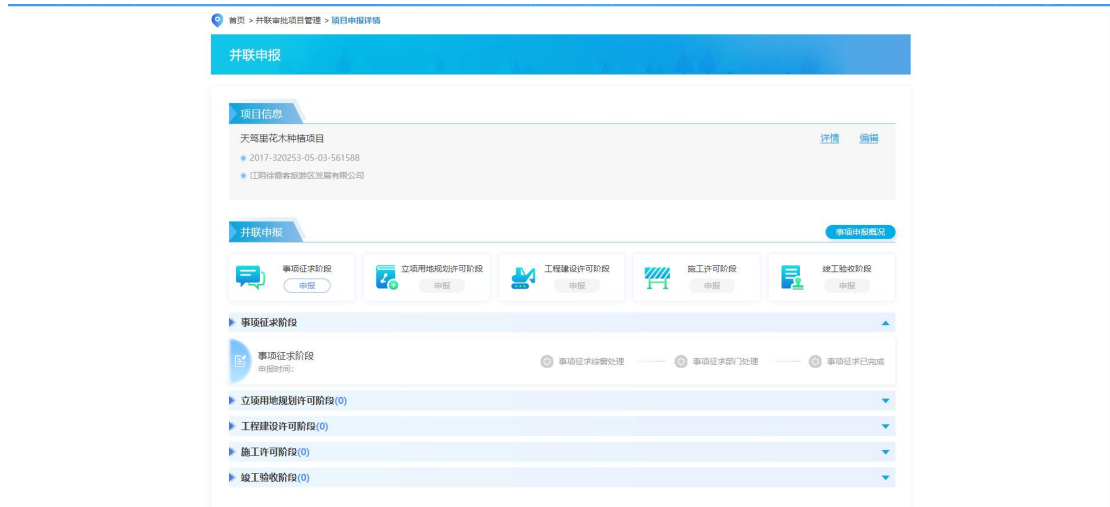 首页 > 并联审批项目管理 > 项目申报详情
并联申报
项目信息
天笃里花木种植项目
详情 编辑
2017-320253-05-03-561588
江阴徐霞客旅游区发展有限公司
并联申报
事项申报概况
事项征求阶段
申报
立项用地规划许可阶段
申报
工程建设许可阶段
申报
施工许可阶段
申报
竣工验收阶段
申报
事项征求阶段
事项征求阶段
申报时间：
事项征求综窗处理
事项征求部门处理
事项征求已完成
立项用地规划许可阶段(0)
工程建设许可阶段(0)
施工许可阶段(0)
竣工验收阶段(0)